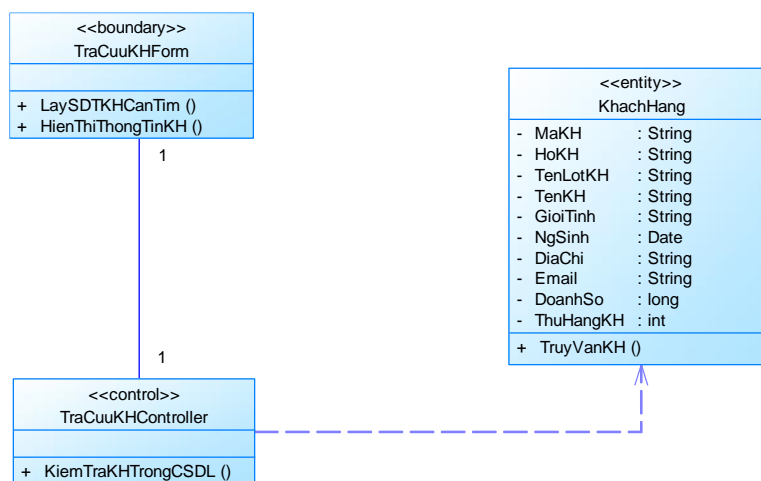 <<boundary>>
TraCuuKHForm
+ LaySDTKHCanTim ()
+ HienThiThongTinKH ()
1
1
<<control>>
TraCuuKHController
+ KiemTraKHTrongCSDL ()
<<entity>>
KhachHang
- MaKH : String
- HoKH : String
- TenLotKH : String
- TenKH : String
- GioiTinh : String
- NgSinh : Date
- DiaChi : String
- Email : String
- DoanhSo : long
- ThuHangKH : int
+ TruyVanKH ()